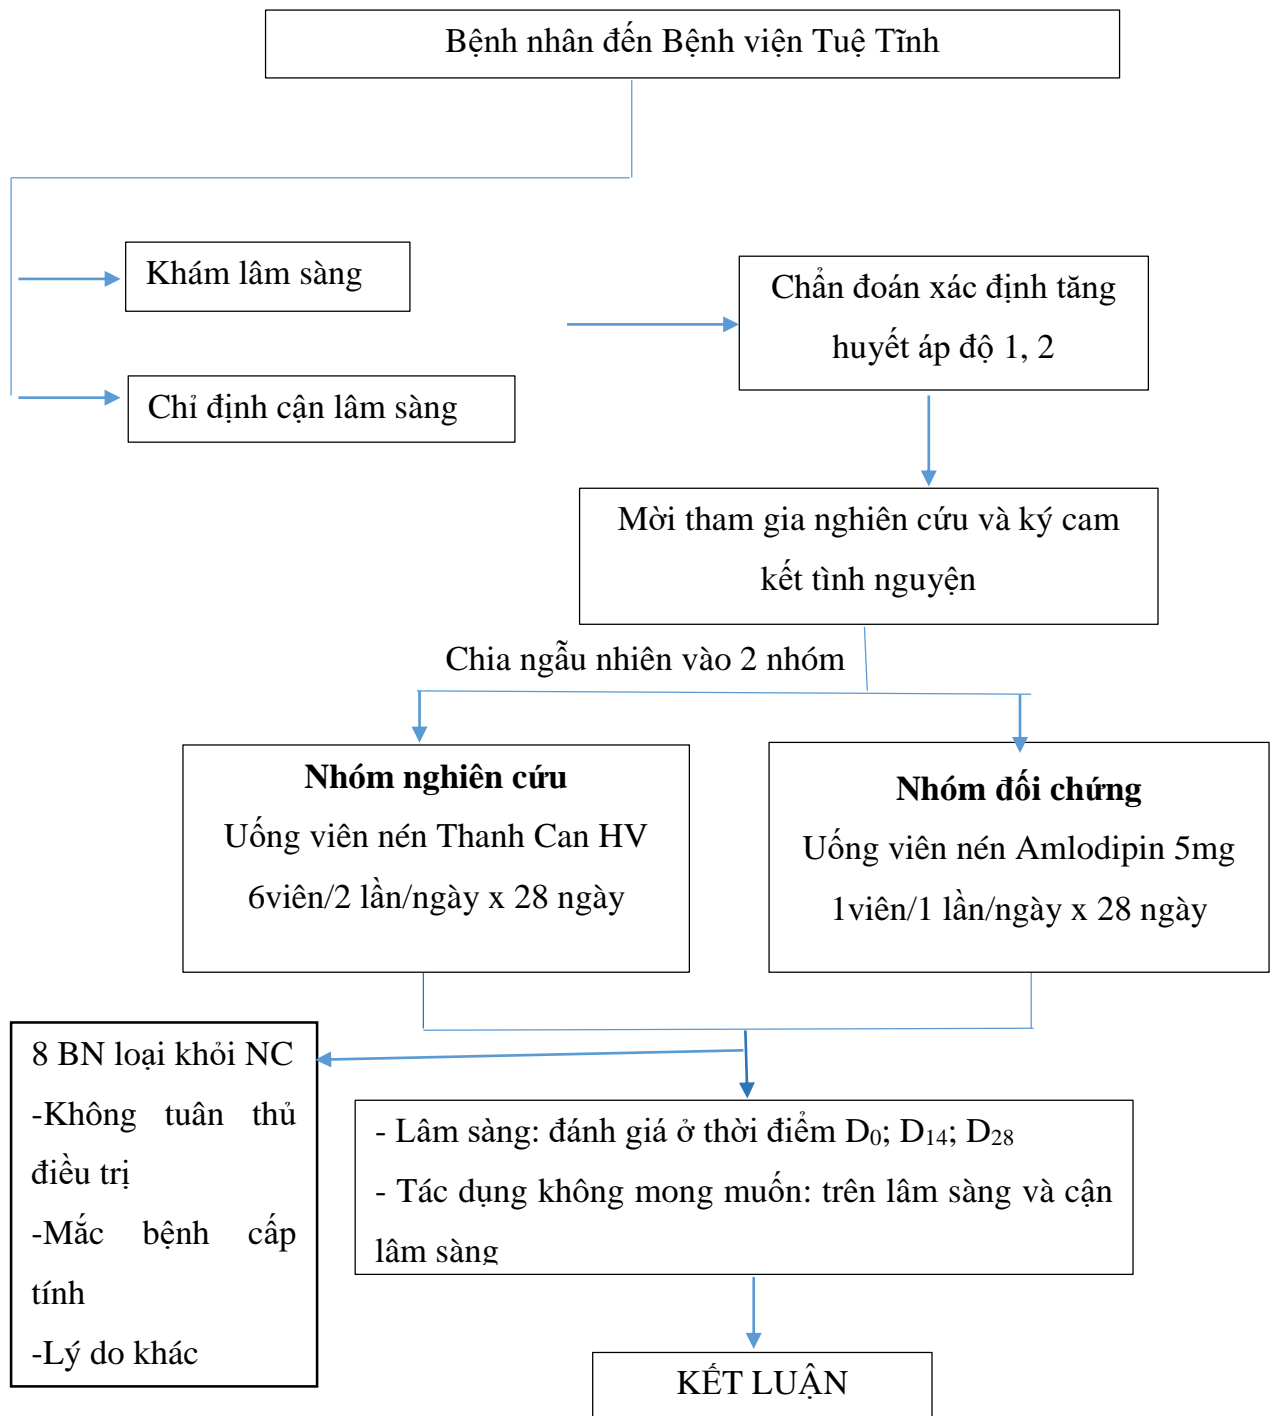 Bệnh nhân đến Bệnh viện Tuệ Tĩnh
Khám lâm sàng
Chỉ định cận lâm sàng
Chẩn đoán xác định tăng
huyết áp độ 1, 2
Mời tham gia nghiên cứu và ký cam
kết tình nguyện
Chia ngẫu nhiên vào 2 nhóm
Nhóm nghiên cứu
Uống viên nén Thanh Can HV
6viên/2 lần/ngày x 28 ngày
Nhóm đối chứng
Uống viên nén Amlodipin 5mg
1viên/1 lần/ngày x 28 ngày
8 BN loại khỏi NC
-Không tuân thủ
điều trị
-Mắc bệnh cấp
tính
-Lý do khác
- Lâm sàng: đánh giá ở thời điểm D₀; D₁₄; D₂₈
- Tác dụng không mong muốn: trên lâm sàng và cận
lâm sàng
KẾT LUẬN